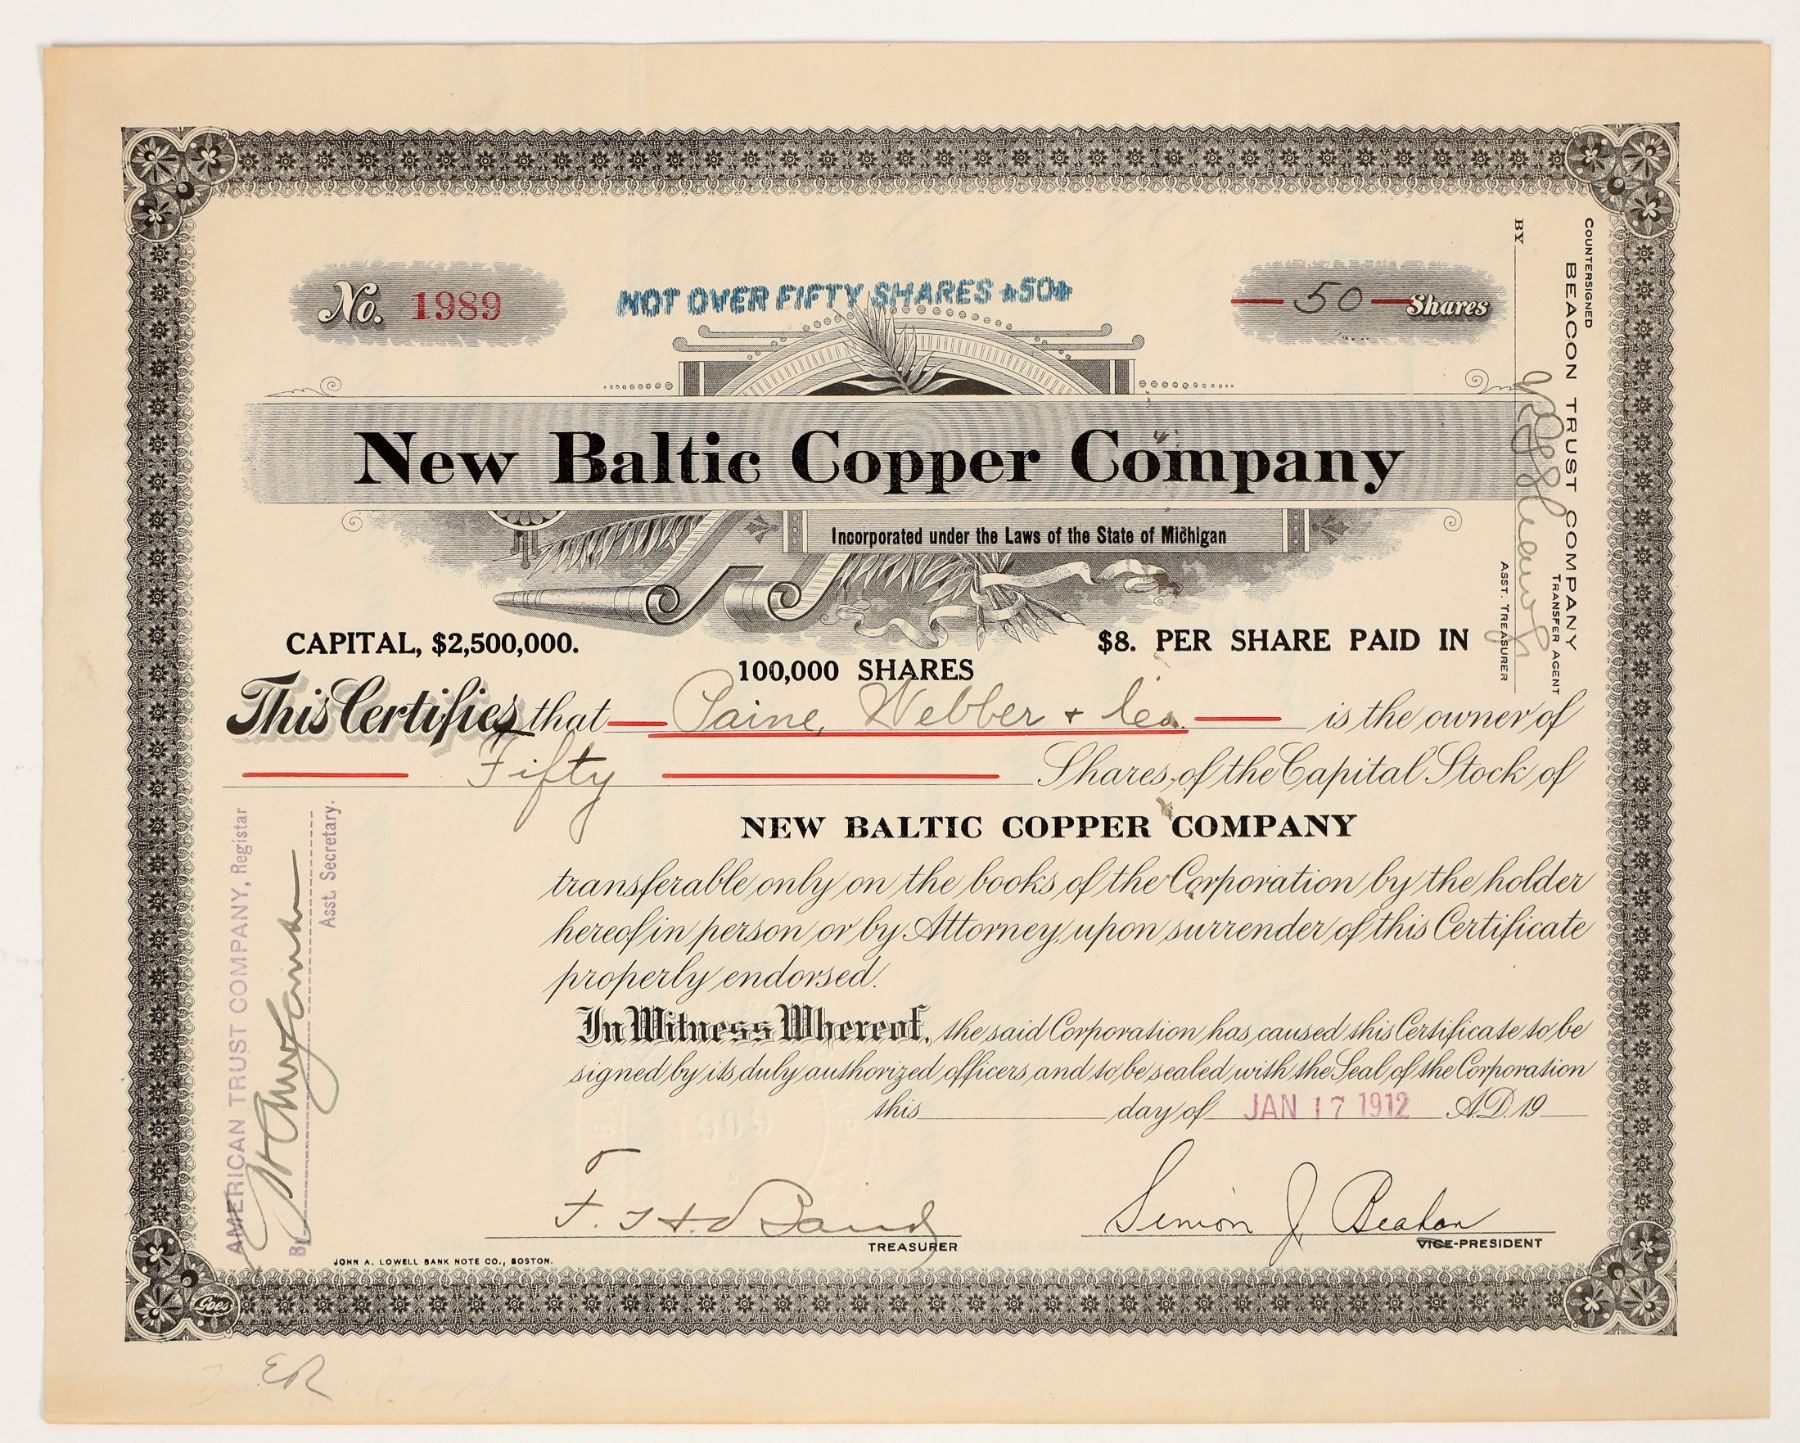 No. 1989
NOT OVER FIFTY SHARES *50*
50 Shares
New Baltic Copper Company
Incorporated under the Laws of the State of Michigan
CAPITAL, $2,500,000.
100,000 SHARES
$8. PER SHARE PAID IN
This Certifies that Paine, Webber + Co. is the owner of
Fifty Shares, of the Capital Stock of
NEW BALTIC COPPER COMPANY
transferable only on the books of the Corporation by the holder
hereof in person or by Attorney, upon surrender of this Certificate
properly endorsed.
In Witness Whereof, the said Corporation has caused this Certificate to be
signed by its duly authorized officers and to be sealed with the Seal of the Corporation
this day of JAN 17 1912 A.D. 19
Simon J. Beahan
TREASURER
VICE-PRESIDENT
JOHN A. LOWELL BANK NOTE CO., BOSTON.
Goes
ER
COUNTERSIGNED
BEACON TRUST COMPANY
TRANSFER AGENT
BY
ASST. TREASURER
AMERICAN TRUST COMPANY, Registar
By
Asst. Secretary.